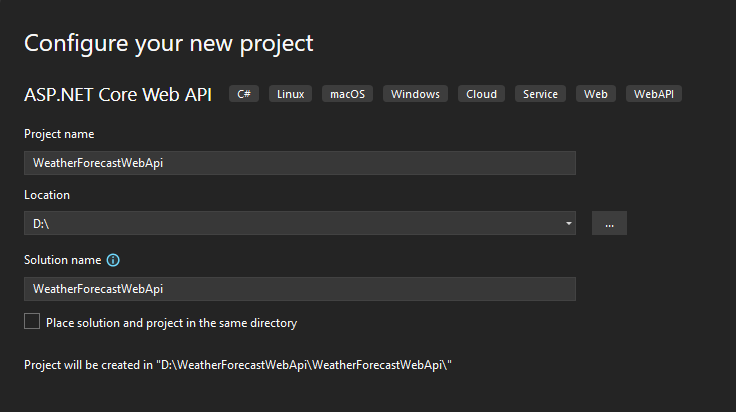 Configure your new project
ASP.NET Core Web API C# Linux macOS Windows Cloud Service Web WebAPI
Project name
WeatherForecastWebApi
Location
D:\
...
Solution name
WeatherForecastWebApi
Place solution and project in the same directory
Project will be created in "D:\WeatherForecastWebApi\WeatherForecastWebApi\"